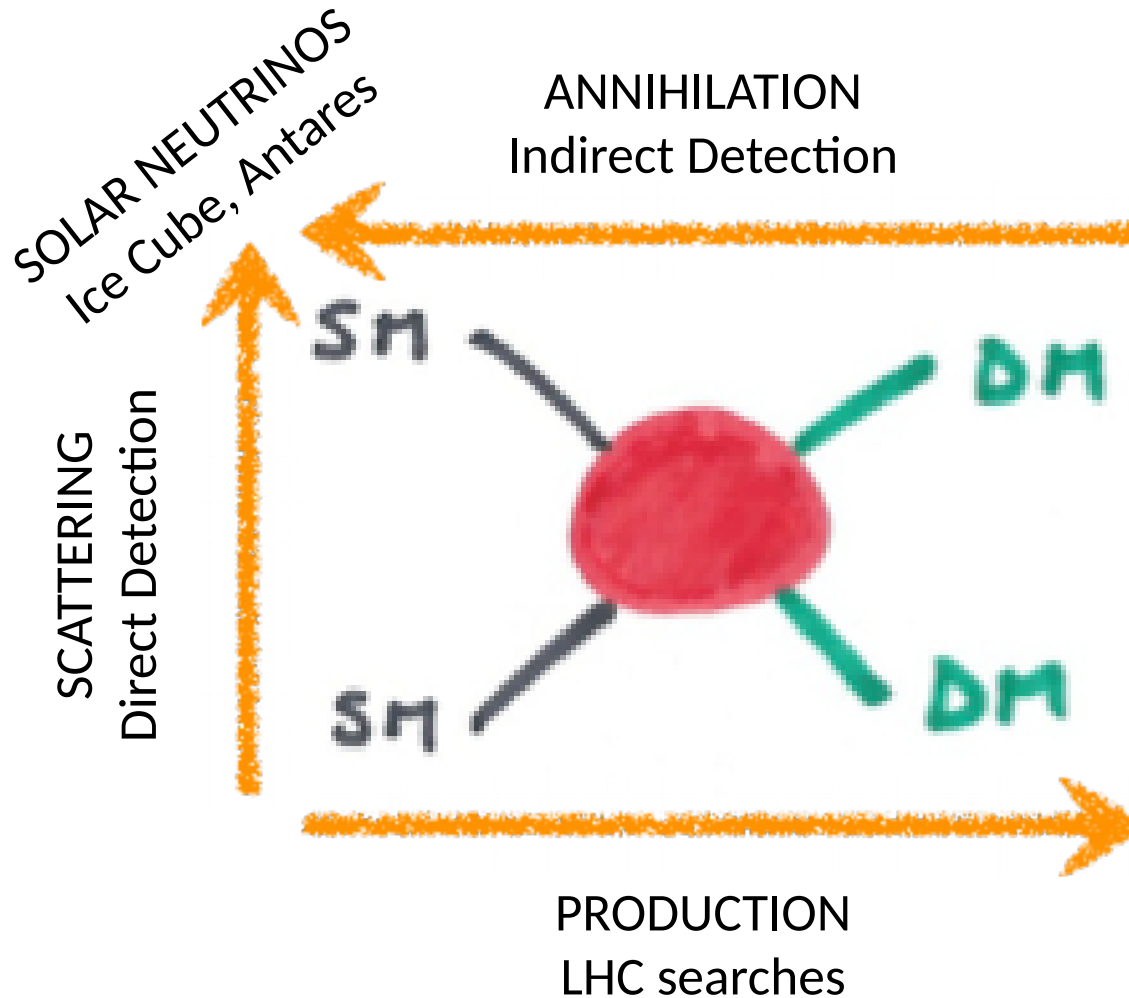 SOLAR NEUTRINOS
Ice Cube, Antares
ANNIHILATION
Indirect Detection
SM
DM
SCATTERING
Direct Detection
SM
DM
PRODUCTION
LHC searches